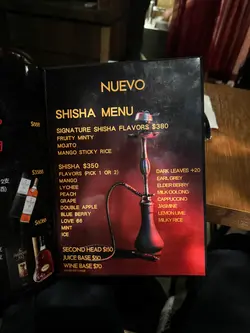 NUEVO
SHISHA MENU
SIGNATURE SHISHA FLAVORS $380
FRUITY MINTY
MOJITO
MANGO STICKY RICE
SHISHA $350
FLAVORS (PICK 1 OR 2)
MANGO
LYCHEE
PEACH
GRAPE
DOUBLE APPLE
BLUE BERRY
LOVE 66
MINT
ICE
DARK LEAVES +20
EARL GREY
ELDERBERRY
MILK OOLONG
CAPPUCCINO
JASMINE
LEMON LIME
MILKY RICE
SECOND HEAD $150
JUICE BASE $50
WINE BASE $70